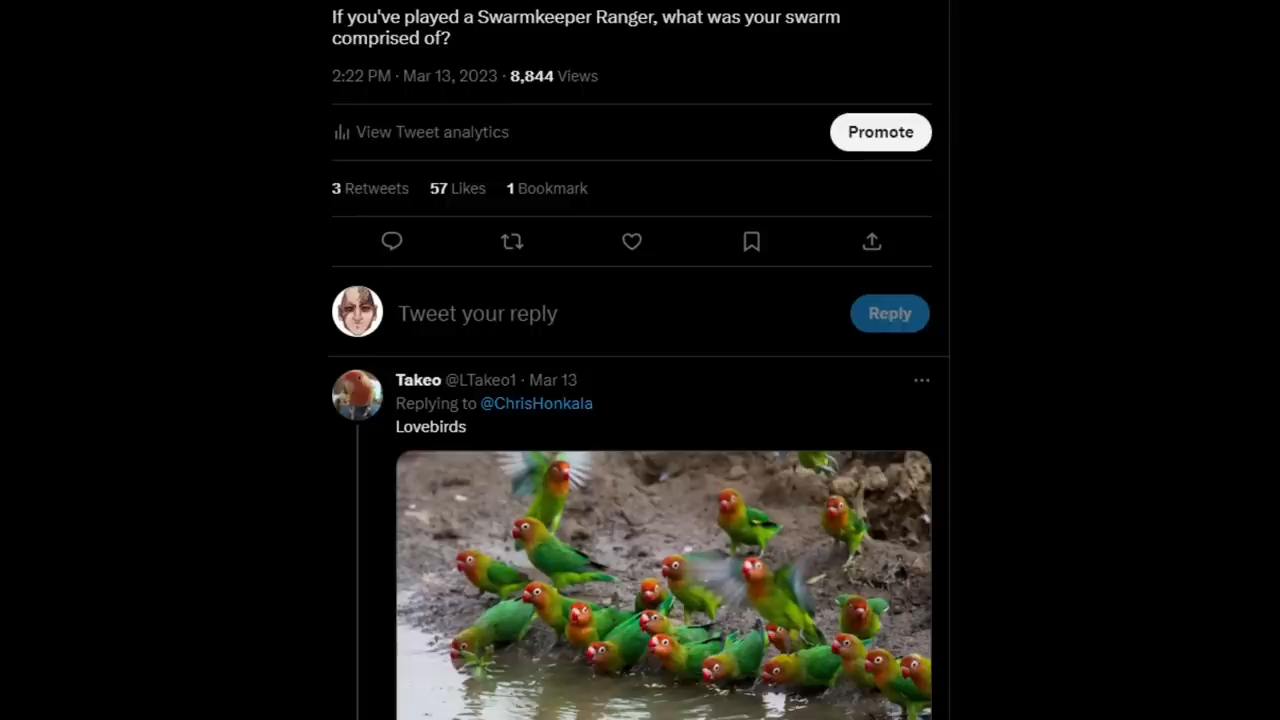 If you've played a Swarmkeeper Ranger, what was your swarm
comprised of?
2:22 PM · Mar 13, 2023 · 8,844 Views
View Tweet analytics
Promote
3 Retweets 57 Likes 1 Bookmark
Tweet your reply
Reply
Takeo @LTakeo1 · Mar 13
Replying to @ChrisHonkala
Lovebirds